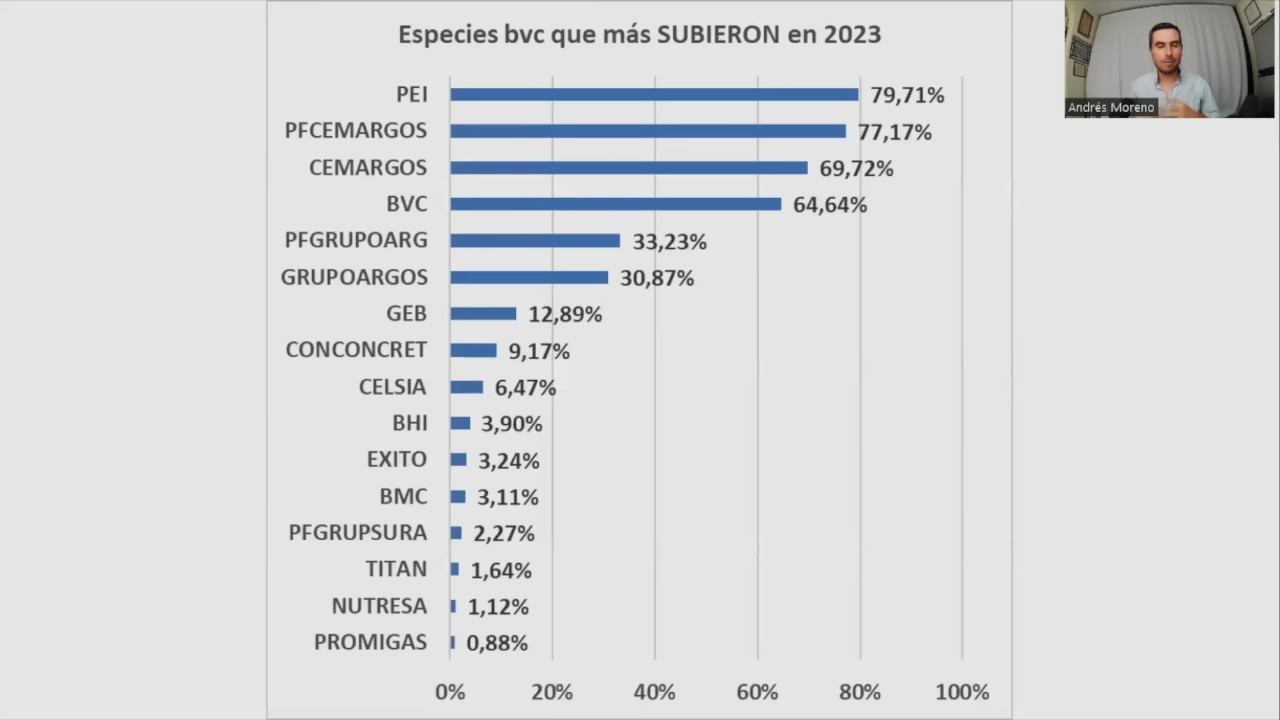 Especies bvc que más SUBIERON en 2023
PEI 79,71%
PFCEMARGOS 77,17%
CEMARGOS 69,72%
BVC 64,64%
PFGRUPOARG 33,23%
GRUPOARGOS 30,87%
GEB 12,89%
CONCONCRET 9,17%
CELSIA 6,47%
BHI 3,90%
EXITO 3,24%
BMC 3,11%
PFGRUPSURA 2,27%
TITAN 1,64%
NUTRESA 1,12%
PROMIGAS 0,88%
0% 20% 40% 60% 80% 100%
Andrés Moreno